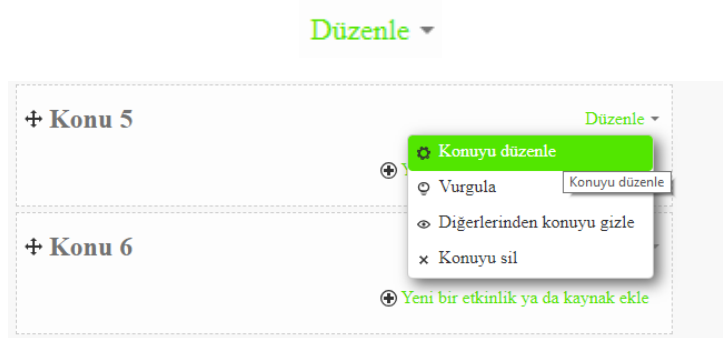 Düzenle
Konu 5
Düzenle
Konuyu düzenle
Y
Vurgula
Konuyu düzenle
Diğerlerinden konuyu gizle
Konu 6
Konuyu sil
Yeni bir etkinlik ya da kaynak ekle